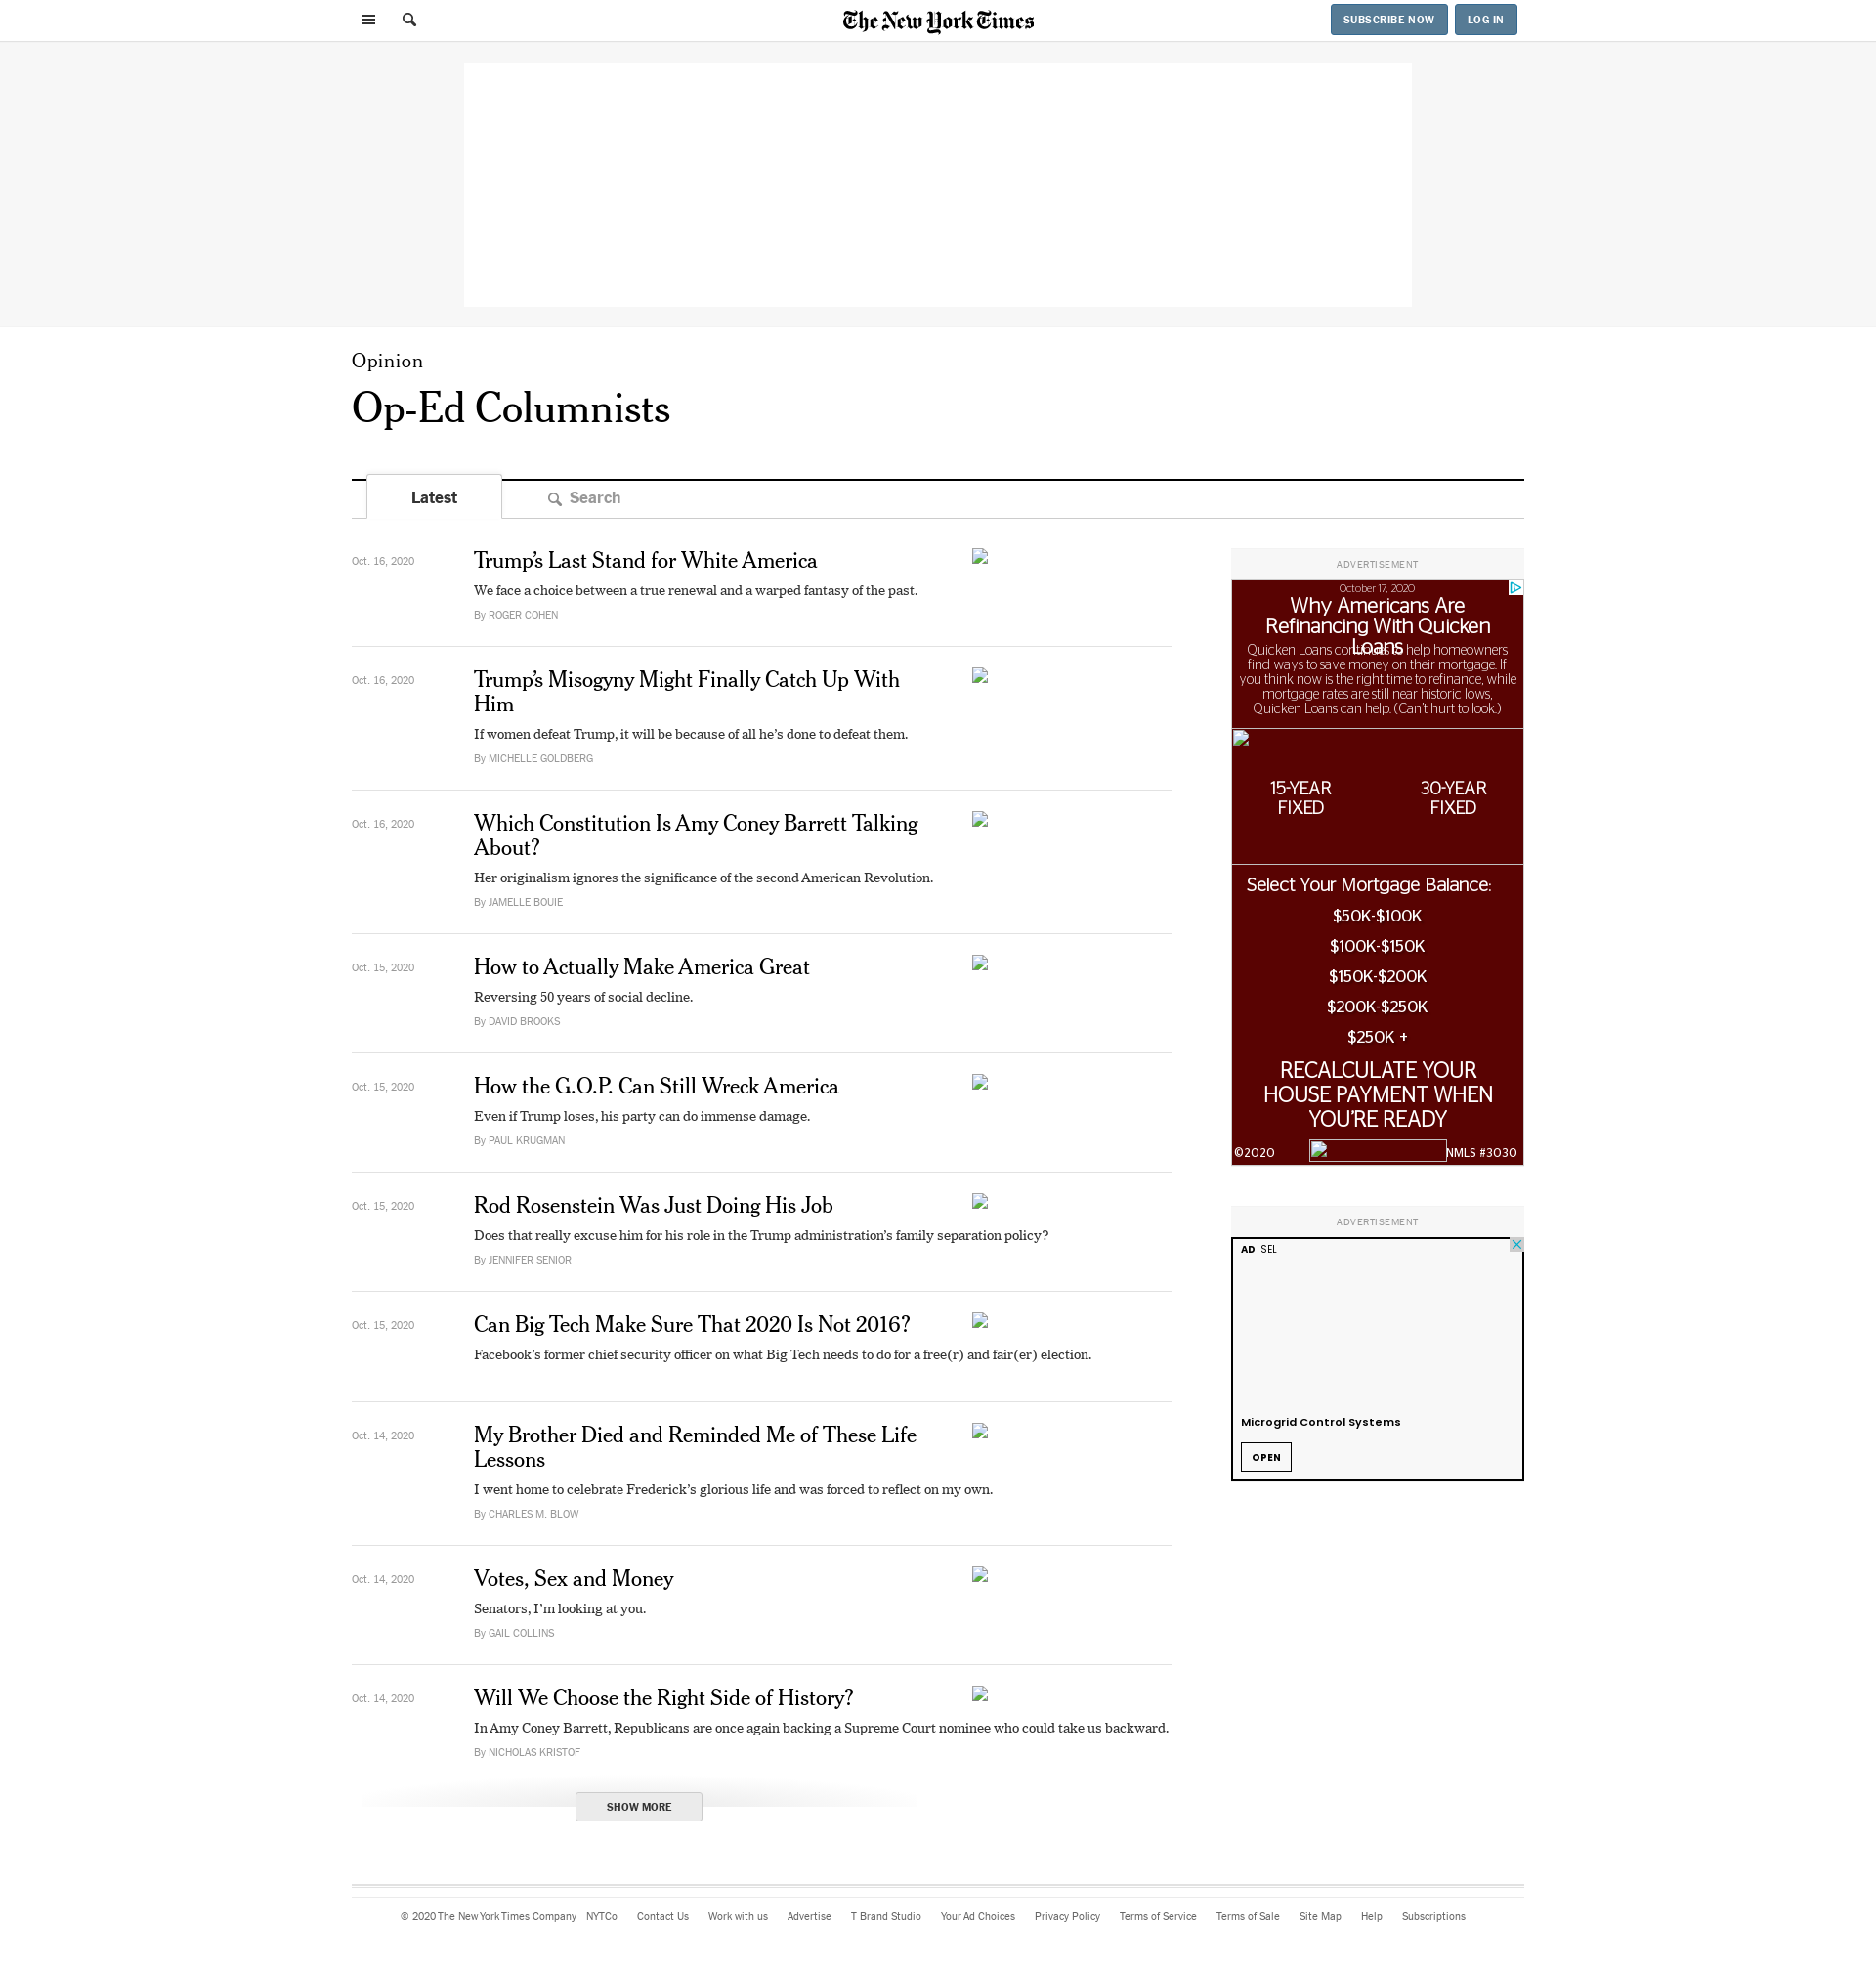 The New York Times
SUBSCRIBE NOW
LOG IN
Opinion
Op-Ed Columnists
Latest
Search
Oct. 16, 2020
Trump’s Last Stand for White America
We face a choice between a true renewal and a warped fantasy of the past.
By ROGER COHEN
Oct. 16, 2020
Trump’s Misogyny Might Finally Catch Up With
Him
If women defeat Trump, it will be because of all he’s done to defeat them.
By MICHELLE GOLDBERG
Oct. 16, 2020
Which Constitution Is Amy Coney Barrett Talking
About?
Her originalism ignores the significance of the second American Revolution.
By JAMELLE BOUIE
Oct. 15, 2020
How to Actually Make America Great
Reversing 50 years of social decline.
By DAVID BROOKS
Oct. 15, 2020
How the G.O.P. Can Still Wreck America
Even if Trump loses, his party can do immense damage.
By PAUL KRUGMAN
Oct. 15, 2020
Rod Rosenstein Was Just Doing His Job
Does that really excuse him for his role in the Trump administration’s family separation policy?
By JENNIFER SENIOR
Oct. 15, 2020
Can Big Tech Make Sure That 2020 Is Not 2016?
Facebook’s former chief security officer on what Big Tech needs to do for a free(r) and fair(er) election.
Oct. 14, 2020
My Brother Died and Reminded Me of These Life
Lessons
I went home to celebrate Frederick’s glorious life and was forced to reflect on my own.
By CHARLES M. BLOW
Oct. 14, 2020
Votes, Sex and Money
Senators, I’m looking at you.
By GAIL COLLINS
Oct. 14, 2020
Will We Choose the Right Side of History?
In Amy Coney Barrett, Republicans are once again backing a Supreme Court nominee who could take us backward.
By NICHOLAS KRISTOF
SHOW MORE
ADVERTISEMENT
October 17, 2020
Why Americans Are
Refinancing With Quicken
Loans
Quicken Loans continues to help homeowners
find ways to save money on their mortgage. If
you think now is the right time to refinance, while
mortgage rates are still near historic lows,
Quicken Loans can help. (Can't hurt to look.)
15-YEAR
FIXED
30-YEAR
FIXED
Select Your Mortgage Balance:
$50K-$100K
$100K-$150K
$150K-$200K
$200K-$250K
$250K +
RECALCULATE YOUR
HOUSE PAYMENT WHEN
YOU'RE READY
©2020
NMLS #3030
ADVERTISEMENT
AD SEL
Microgrid Control Systems
OPEN
© 2020 The New York Times Company NYTCo Contact Us Work with us Advertise T Brand Studio Your Ad Choices Privacy Policy Terms of Service Terms of Sale Site Map Help Subscriptions